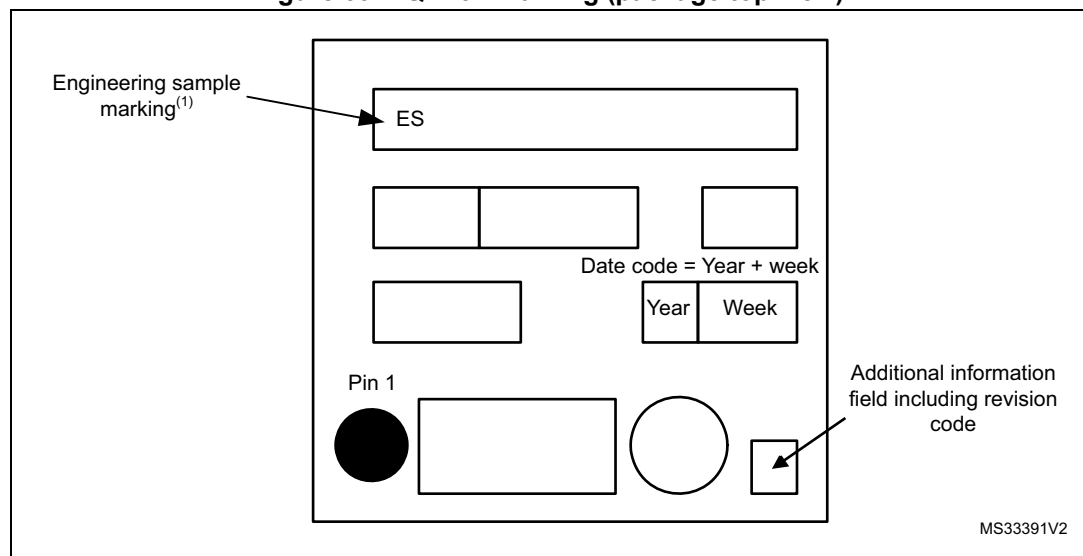 Engineering sample
marking(1)
ES
Date code = Year + week
Year Week
Pin 1
Additional information
field including revision
code
MS33391V2